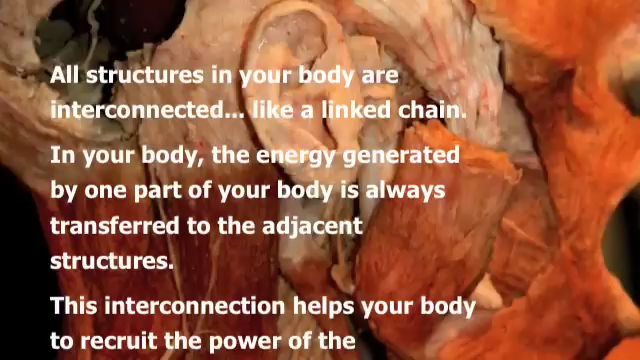 All structures in your body are
interconnected... like a linked chain.
In your body, the energy generated
by one part of your body is always
transferred to the adjacent
structures.
This interconnection helps your body
to recruit the power of the